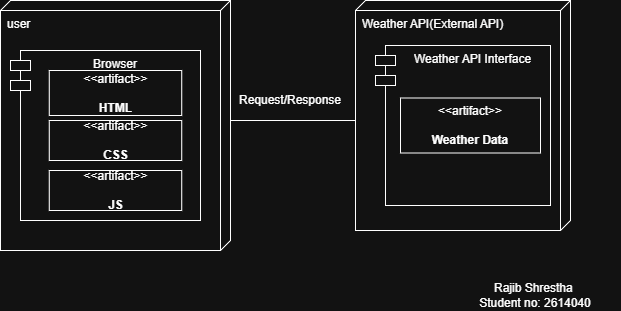 user
Browser
<<artifact>>
HTML
<<artifact>>
CSS
<<artifact>>
JS
Request/Response
Weather API(External API)
Weather API Interface
<<artifact>>
Weather Data
Rajib Shrestha
Student no: 2614040